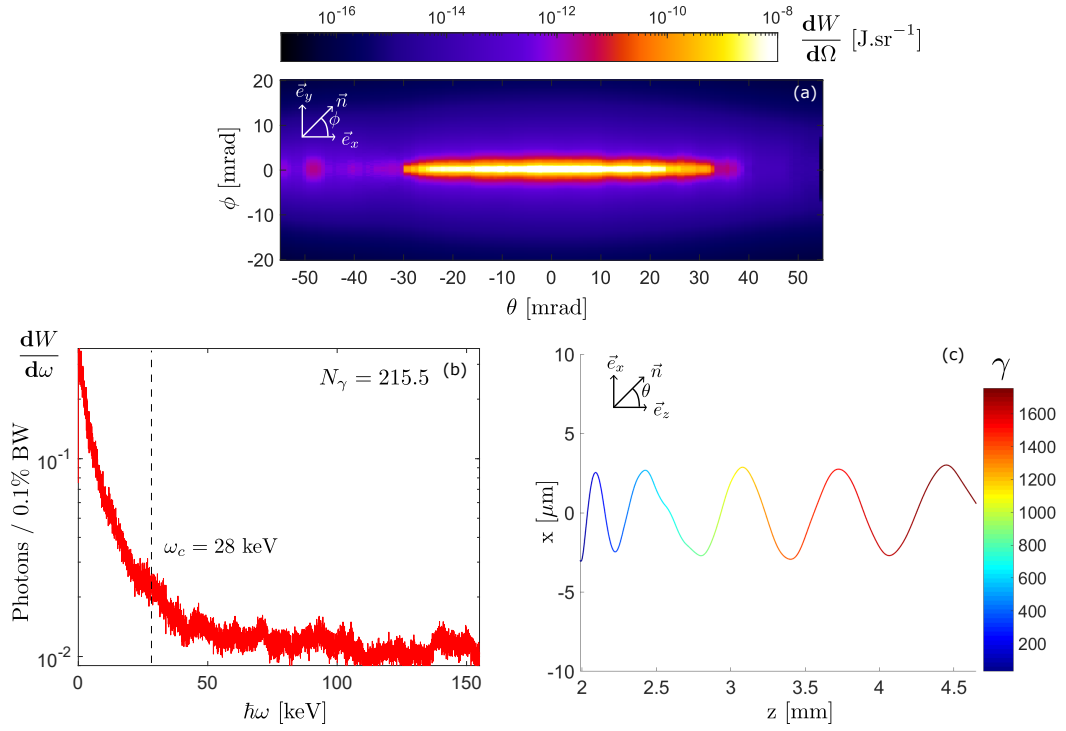 10⁻¹⁶ 10⁻¹⁴ 10⁻¹² 10⁻¹⁰ 10⁻⁸
dW/dΩ [J.sr⁻¹]
(a)
e⃗_y n⃗
ϕ
e⃗_x
20
10
0
-10
-20
ϕ [mrad]
-50 -40 -30 -20 -10 0 10 20 30 40 50
θ [mrad]
dW/dω
Photons / 0.1% BW
N_γ = 215.5 (b)
10⁻¹
ω_c = 28 keV
10⁻²
0 50 100 150
ħω [keV]
(c)
e⃗_x n⃗
θ
e⃗_z
10
5
0
-5
-10
x [μm]
2 2.5 3 3.5 4 4.5
z [mm]
γ
1600
1400
1200
1000
800
600
400
200